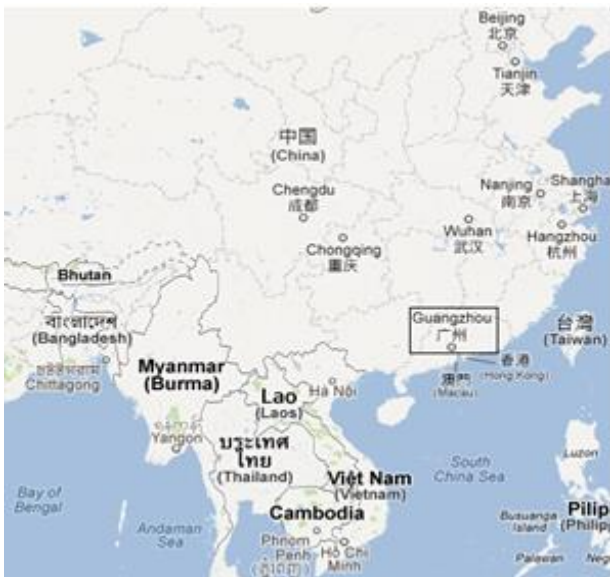 Beijing
北京
Tianjin
天津
中国
(China)
Chengdu
成都
Chongqing
重庆
Wuhan
武汉
Nanjing
南京
Shangha
上海
Hangzhou
杭州
Bhutan
বাংলাদেশ
(Bangladesh)
Chittagong
Myanmar
(Burma)
Yangon
Guangzhou
广州
香港
(Hong Kong)
(Macau)
台灣
(Taiwan)
Hà Nội
Lao
(Laos)
ประเทศ
ไทย
(Thailand)
Việt Nam
(Vietnam)
Cambodia
Phnom
Penh
Hồ Chí
Minh
South
China Sea
Luzon
Bay of
Bengal
Andaman
Sea
Busuanga
Island
Pilip
(Philipp
Palawan
Neg